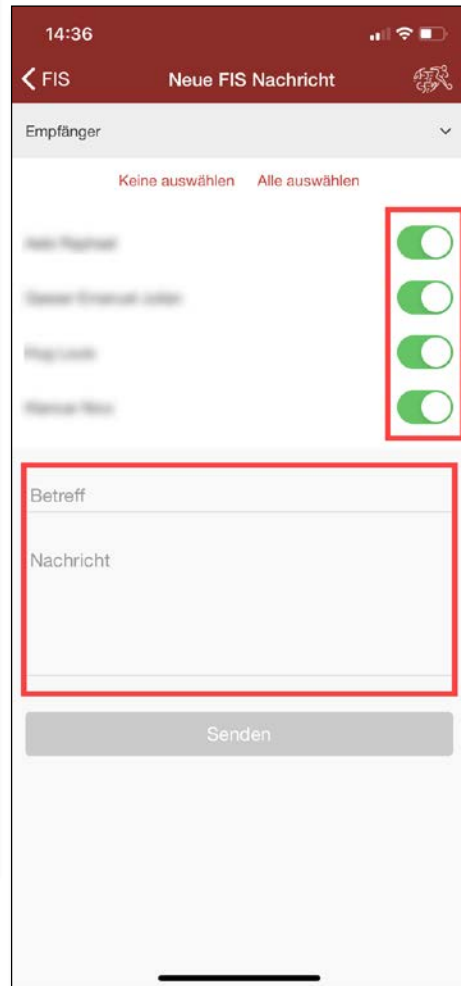 14:36
FIS
Neue FIS Nachricht
Empfänger
Keine auswählen Alle auswählen
Betreff
Nachricht
Senden